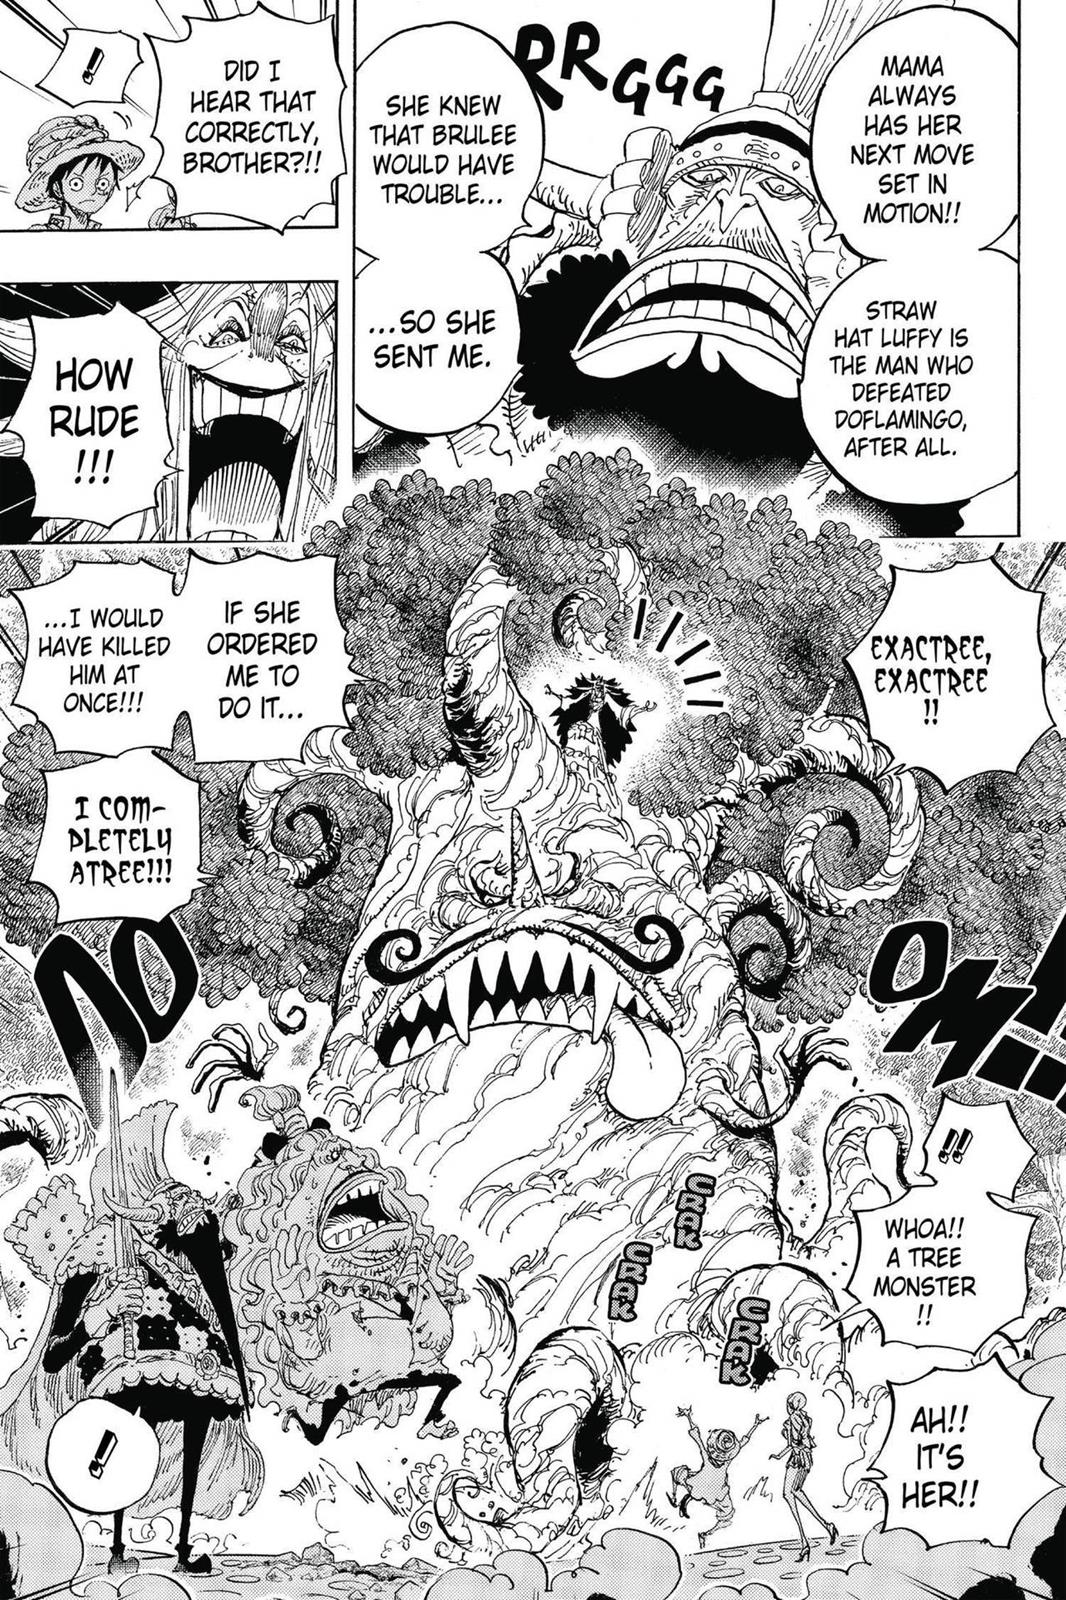 MAMA
ALWAYS
HAS HER
NEXT MOVE
SET IN
MOTION!!
STRAW
HAT LUFFY IS
THE MAN WHO
DEFEATED
DOFLAMINGO,
AFTER ALL.
RRGGG
SHE KNEW
THAT BRULEE
WOULD HAVE
TROUBLE...
...SO SHE
SENT ME.
DID I
HEAR THAT
CORRECTLY,
BROTHER?!!
!
HOW
RUDE
!!!
EXACTREE,
EXACTREE
!!
IF SHE
ORDERED
ME TO
DO IT...
...I WOULD
HAVE KILLED
HIM AT
ONCE!!!
I COM-
PLETELY
ATREE!!!
OM!!
NO
!!
WHOA!!
A TREE
MONSTER
!!
CRAK
CRAK
CRAK
AH!!
IT'S
HER!!
!